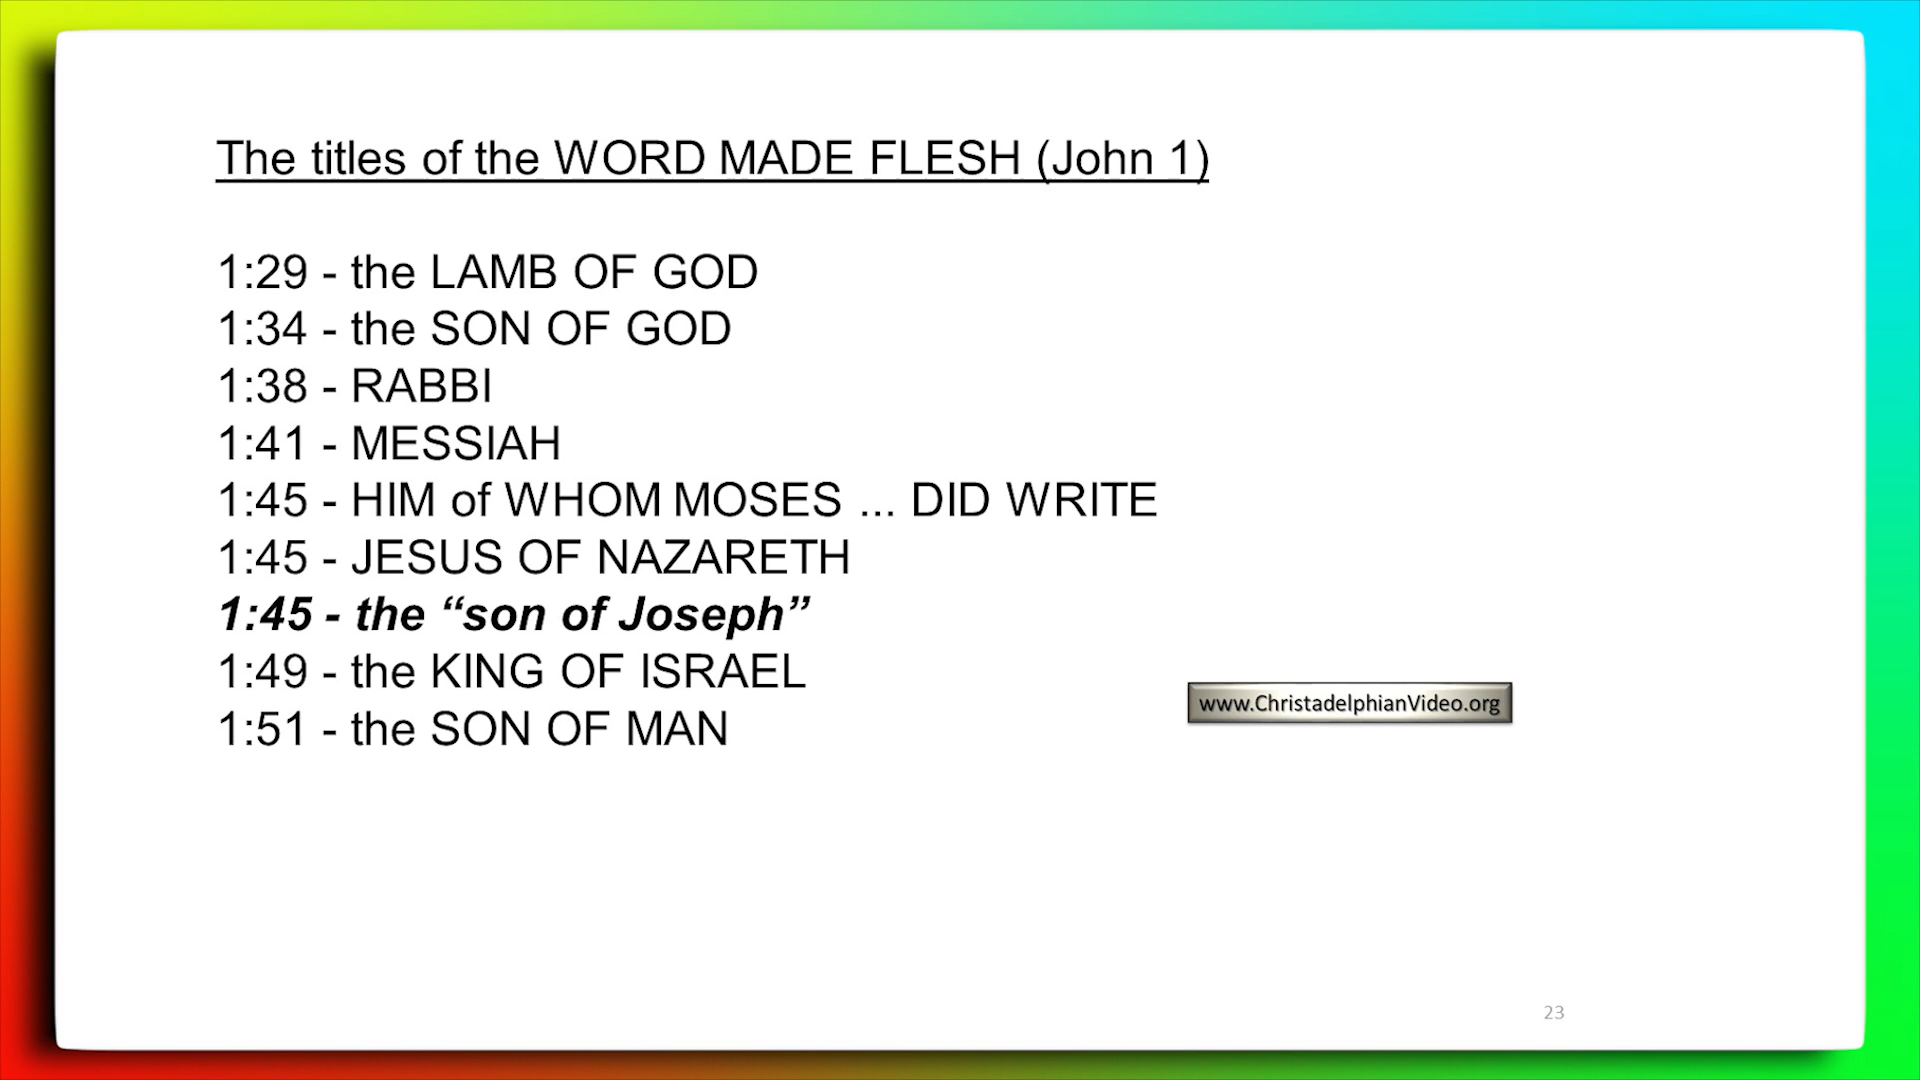 The titles of the WORD MADE FLESH (John 1)
1:29 - the LAMB OF GOD
1:34 - the SON OF GOD
1:38 - RABBI
1:41 - MESSIAH
1:45 - HIM of WHOM MOSES ... DID WRITE
1:45 - JESUS OF NAZARETH
1:45 - the “son of Joseph”
1:49 - the KING OF ISRAEL
1:51 - the SON OF MAN
www.ChristadelphianVideo.org
23